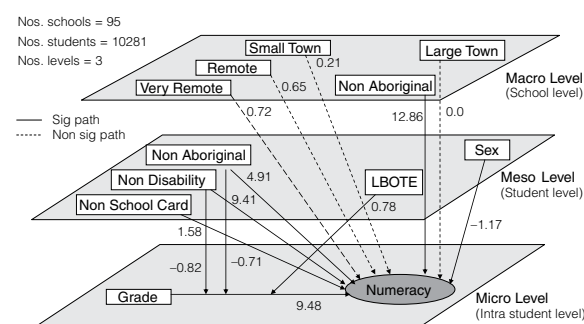 Nos. schools = 95
Nos. students = 10281
Nos. levels = 3
Small Town
Large Town
0.21
Remote
0.65
Very Remote
Non Aboriginal
Macro Level
(School level)
0.72
12.86
0.0
Sig path
Non sig path
Non Aboriginal
Sex
4.91
Non Disability
LBOTE
Meso Level
(Student level)
9.41
Non School Card
0.78
1.58
–1.17
–0.82
–0.71
Grade
Numeracy
9.48
Micro Level
(Intra student level)